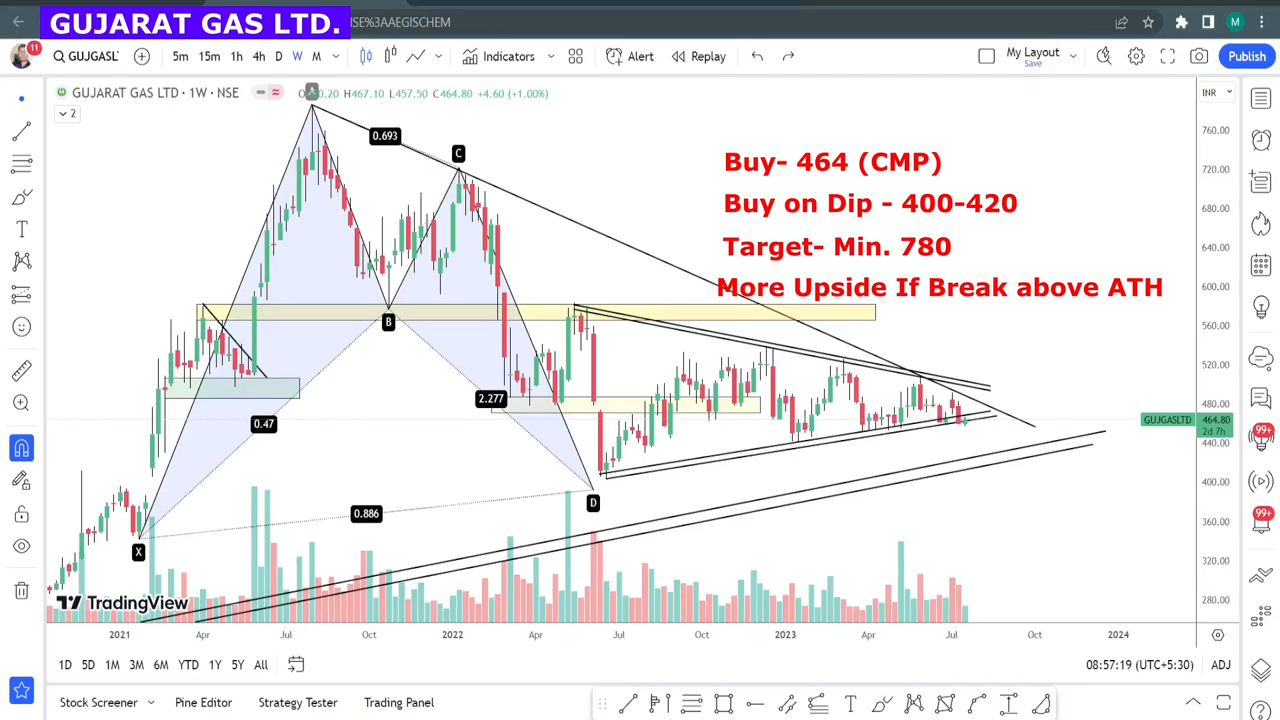 GUJARAT GAS LTD.
SE%3AAEGISCHEM
M
11
GUJGASL
5m 15m 1h 4h D W M
Indicators
Alert
Replay
My Layout
Save
Publish
GUJARAT GAS LTD · 1W · NSE
H467.10 L457.50 C464.80 +4.60 (+1.00%)
2
INR
A
0.693
C
B
2.277
0.47
0.886
D
X
Buy- 464 (CMP)
Buy on Dip - 400-420
Target- Min. 780
More Upside If Break above ATH
760.00
720.00
680.00
640.00
600.00
560.00
520.00
480.00
GUJGASLTD 464.80
2d 7h
440.00
400.00
360.00
320.00
280.00
99+
99+
TradingView
2021 Apr Jul Oct 2022 Apr Jul Oct 2023 Apr Jul Oct 2024
1D 5D 1M 3M 6M YTD 1Y 5Y All
08:57:19 (UTC+5:30) ADJ
Stock Screener Pine Editor Strategy Tester Trading Panel